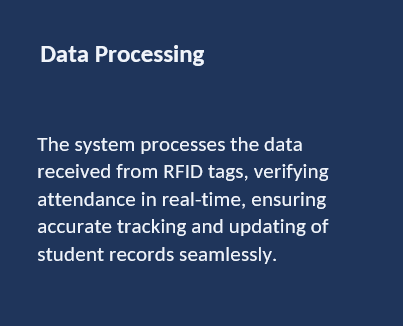 Data Processing
The system processes the data
received from RFID tags, verifying
attendance in real-time, ensuring
accurate tracking and updating of
student records seamlessly.